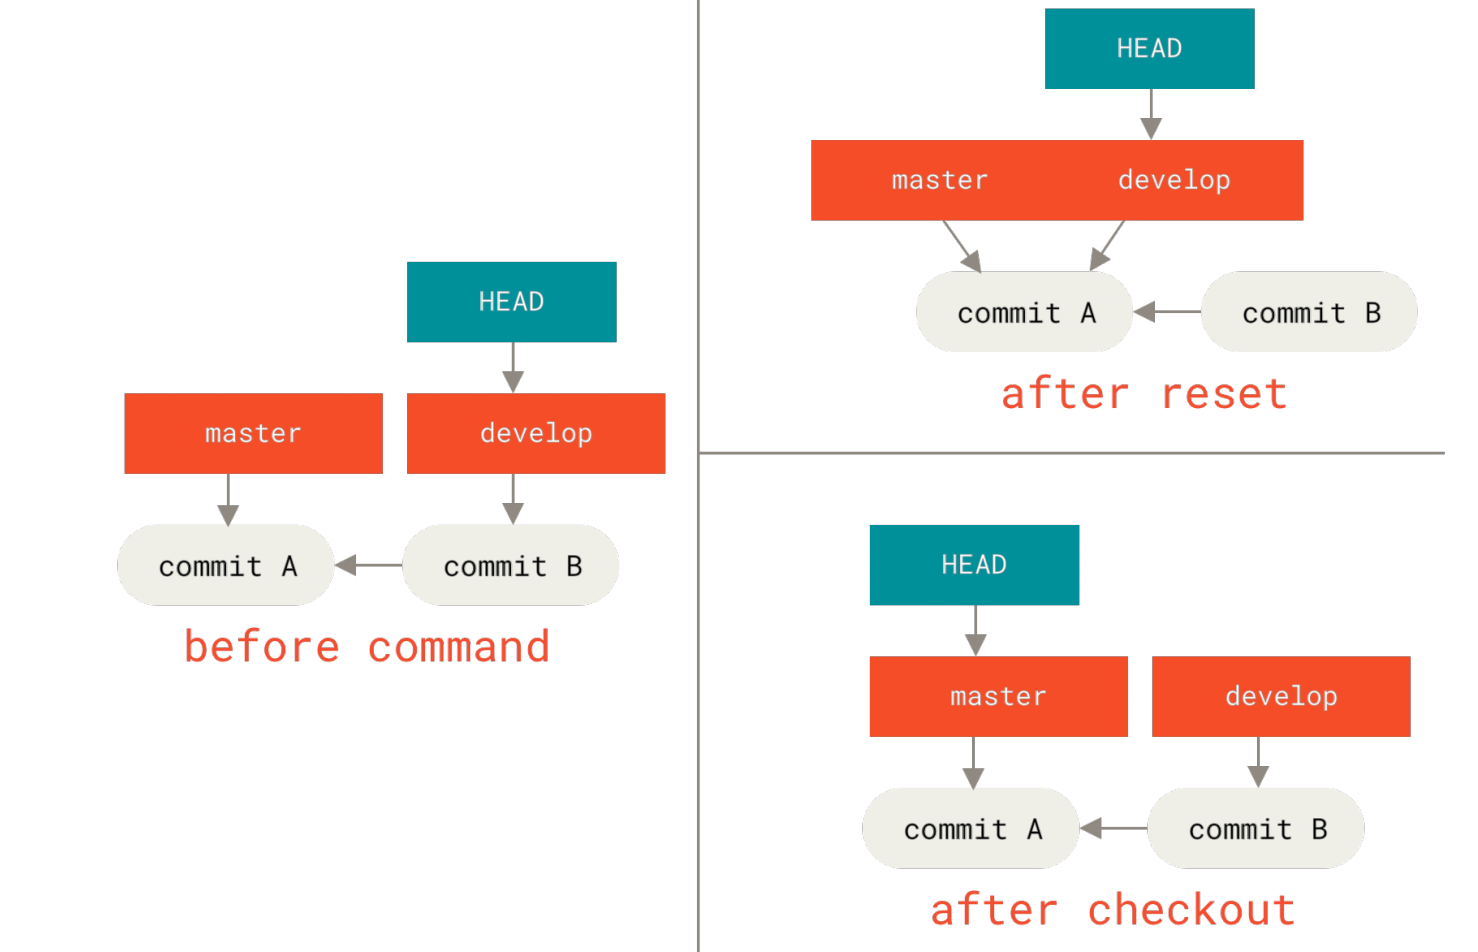 HEAD
master develop
commit A commit B
before command
HEAD
master develop
commit A commit B
after reset
HEAD
master develop
commit A commit B
after checkout